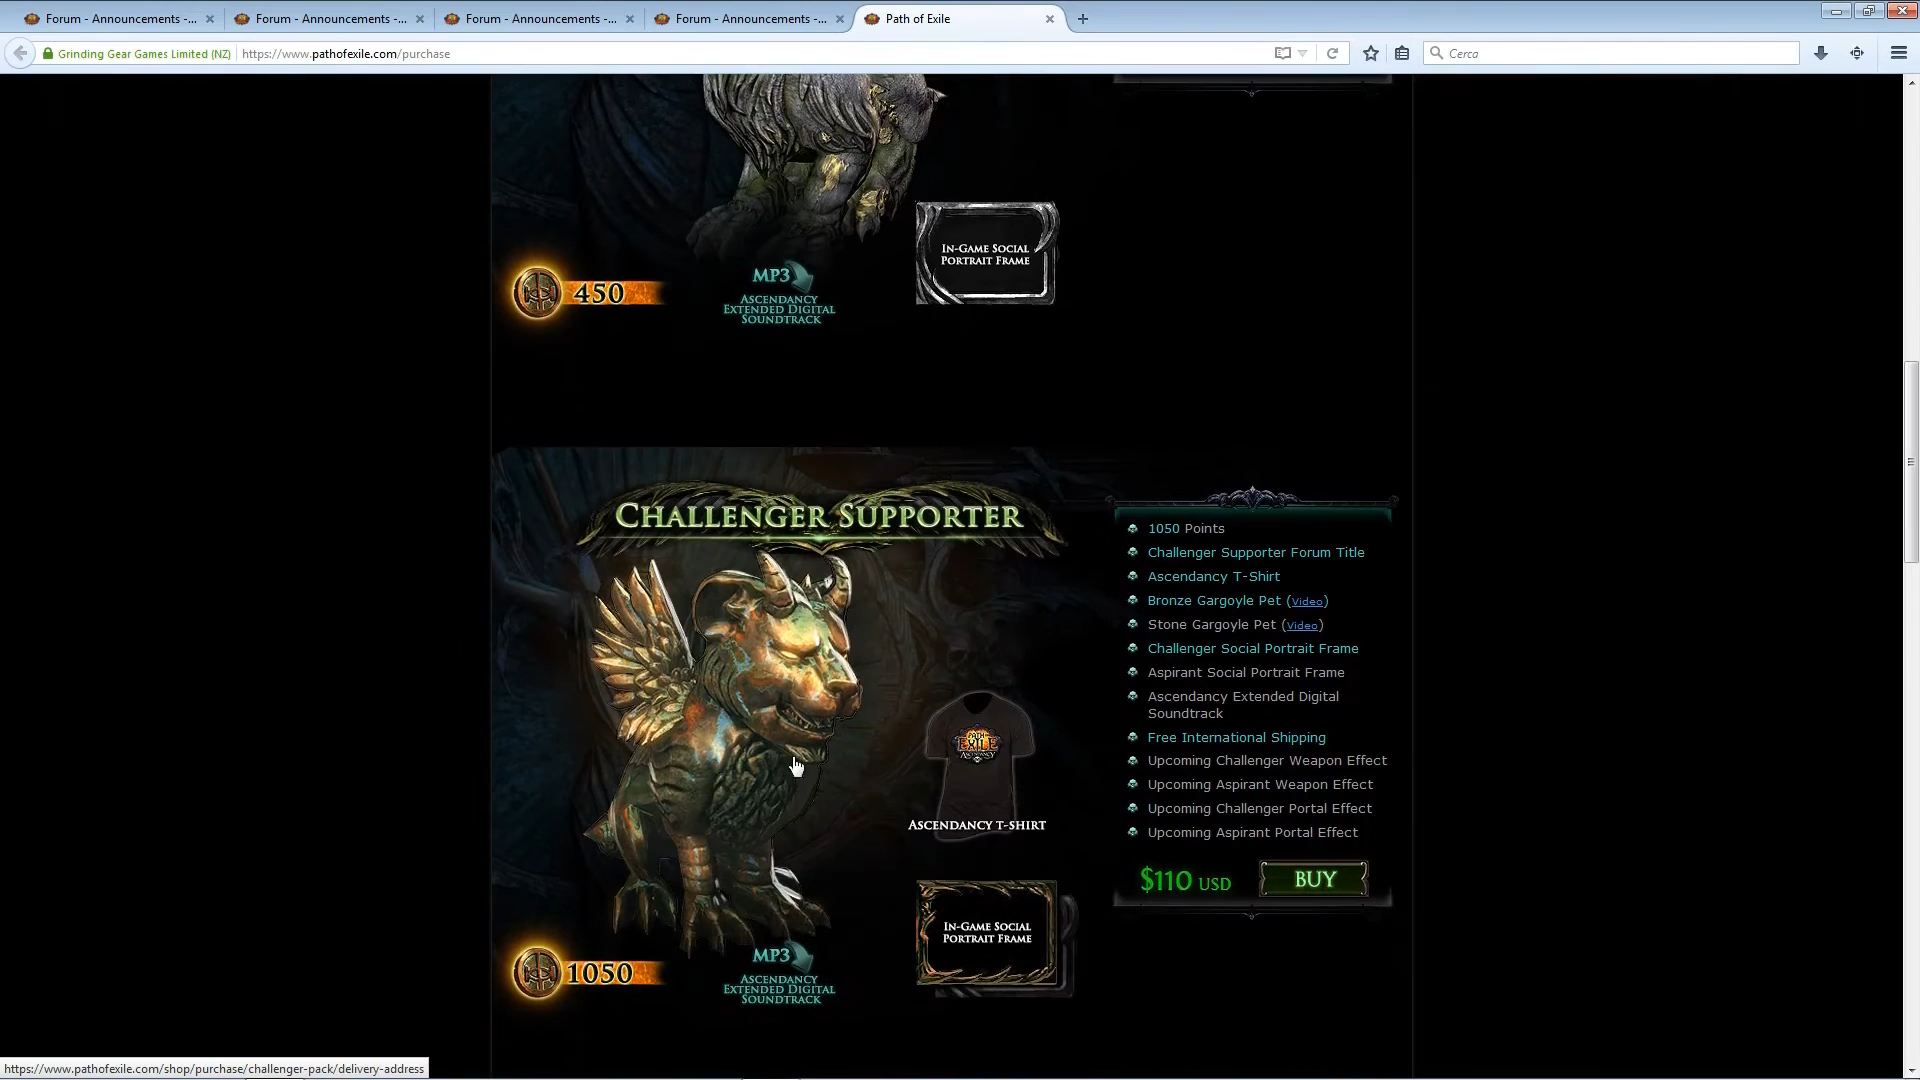 Forum - Announcements -...
Forum - Announcements -...
Forum - Announcements -...
Forum - Announcements -...
Path of Exile
Grinding Gear Games Limited (NZ)
https://www.pathofexile.com/purchase
Cerca
450
MP3
Ascendancy
Extended Digital
Soundtrack
In-Game Social
Portrait Frame
Challenger Supporter
1050 Points
Challenger Supporter Forum Title
Ascendancy T-Shirt
Bronze Gargoyle Pet (Video)
Stone Gargoyle Pet (Video)
Challenger Social Portrait Frame
Aspirant Social Portrait Frame
Ascendancy Extended Digital
Soundtrack
Free International Shipping
Upcoming Challenger Weapon Effect
Upcoming Aspirant Weapon Effect
Upcoming Challenger Portal Effect
Upcoming Aspirant Portal Effect
$110 USD
BUY
Path
Exile
Ascendancy
Ascendancy T-Shirt
In-Game Social
Portrait Frame
1050
MP3
Ascendancy
Extended Digital
Soundtrack
https://www.pathofexile.com/shop/purchase/challenger-pack/delivery-address